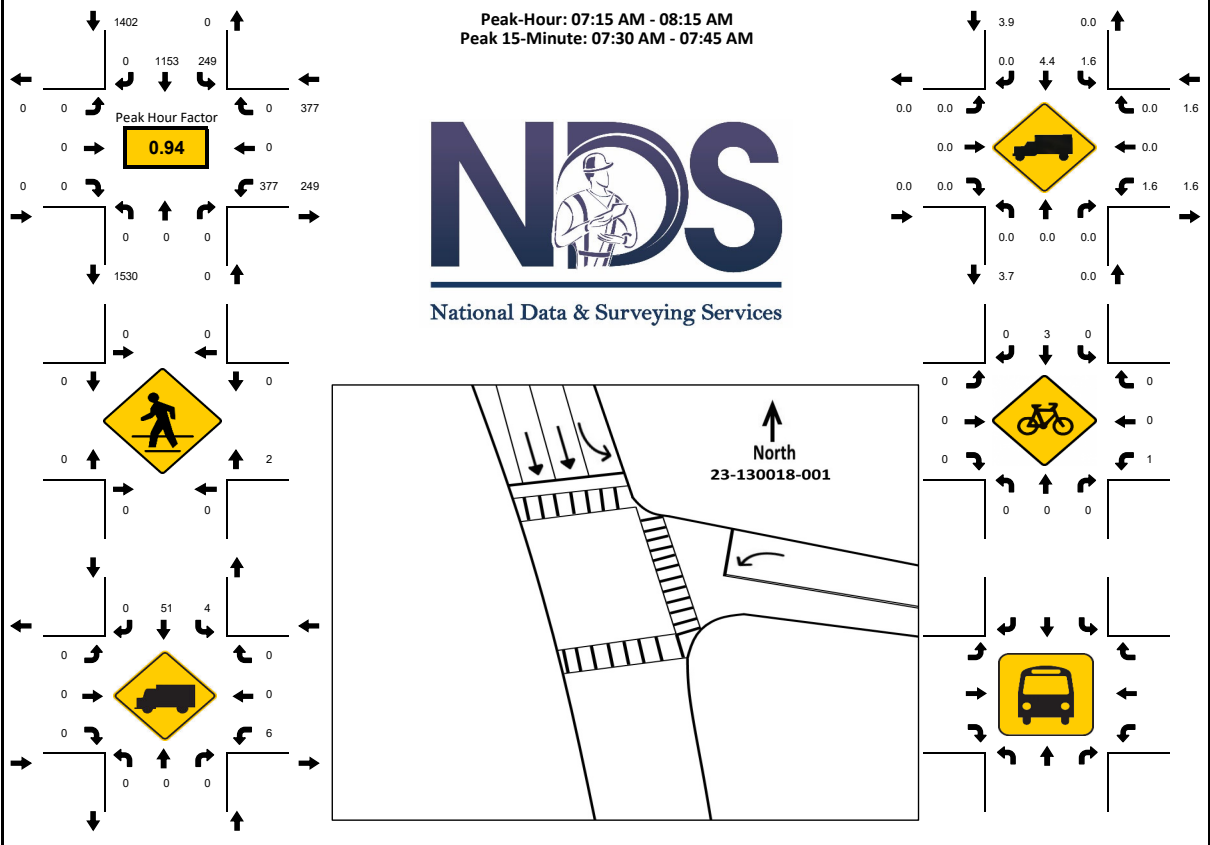 Peak-Hour: 07:15 AM - 08:15 AM
Peak 15-Minute: 07:30 AM - 07:45 AM
1402 0
0 1153 249
0 0 0 377
Peak Hour Factor
0 0.94 0
0 0 377 249
0 0 0
1530 0
3.9 0.0
0.0 4.4 1.6
0.0 0.0 0.0 1.6
0.0 0.0
0.0 0.0 1.6 1.6
0.0 0.0 0.0
3.7 0.0
NDS
National Data & Surveying Services
0 0
0 0
0 2
0 0
0 3 0
0 0
0 0
0 1
0 0 0
North
23-130018-001
0 51 4
0 0
0 0
0 6
0 0 0